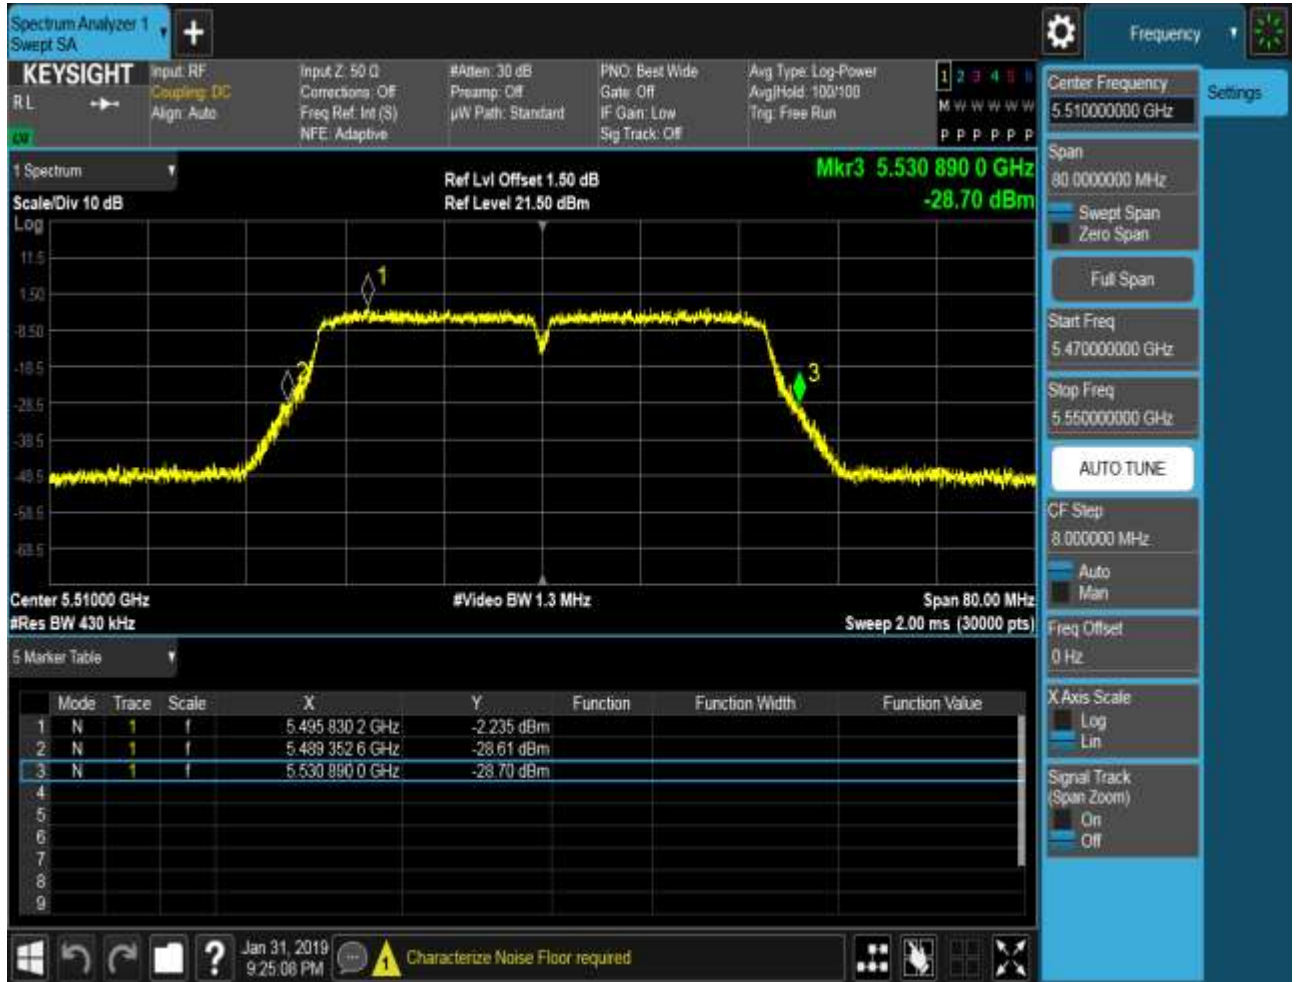 Spectrum Analyzer 1
Swept SA
+
Frequency
KEYSIGHT
R L
Input: RF
Coupling: DC
Align: Auto
Input Z: 50 Ω
Corrections: Off
Freq Ref: Int (S)
NFE: Adaptive
#Atten: 30 dB
Preamp: Off
µW Path: Standard
PNO: Best Wide
Gate: Off
IF Gain: Low
Sig Track: Off
Avg Type: Log-Power
Avg|Hold: 100/100
Trig: Free Run
1 2 3 4 5 6
M W W W W W
P P P P P P
1 Spectrum
Scale/Div 10 dB
Ref Lvl Offset 1.50 dB
Ref Level 21.50 dBm
Mkr3 5.530 890 0 GHz
-28.70 dBm
Log
11.5
1.50
-8.50
-18.5
-28.5
-38.5
-48.5
-58.5
-68.5
1
2
3
Center 5.51000 GHz
#Res BW 430 kHz
#Video BW 1.3 MHz
Span 80.00 MHz
Sweep 2.00 ms (30000 pts)
5 Marker Table
Mode Trace Scale X Y Function Function Width Function Value
1 N 1 f 5.495 830 2 GHz -2.235 dBm
2 N 1 f 5.489 352 6 GHz -28.61 dBm
3 N 1 f 5.530 890 0 GHz -28.70 dBm
4
5
6
7
8
9
Center Frequency
5.510000000 GHz
Settings
Span
80.0000000 MHz
Swept Span
Zero Span
Full Span
Start Freq
5.470000000 GHz
Stop Freq
5.550000000 GHz
AUTO TUNE
CF Step
8.000000 MHz
Auto
Man
Freq Offset
0 Hz
X Axis Scale
Log
Lin
Signal Track
(Span Zoom)
On
Off
?
Jan 31, 2019
9:25:08 PM
1
Characterize Noise Floor required